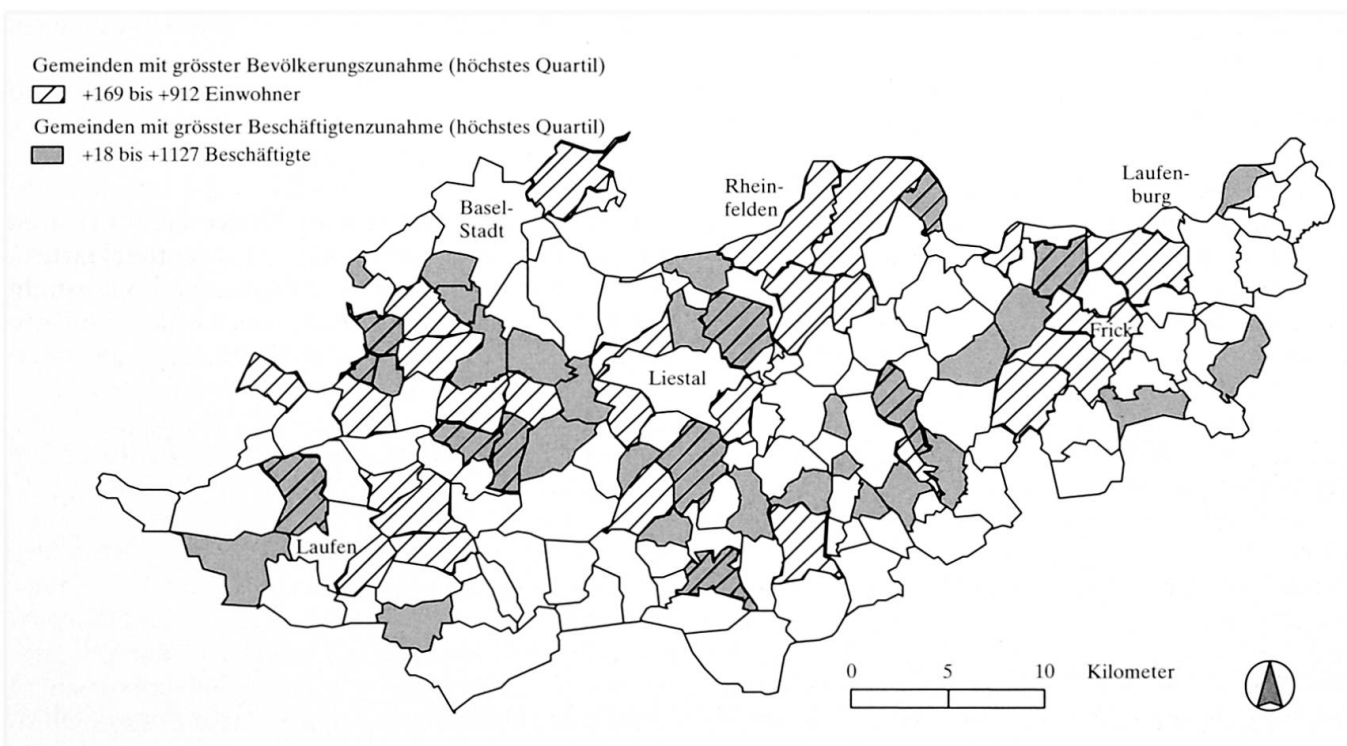 Gemeinden mit grösster Bevölkerungszunahme (höchstes Quartil)
+169 bis +912 Einwohner
Gemeinden mit grösster Beschäftigtenzunahme (höchstes Quartil)
+18 bis +1127 Beschäftigte
Basel-
Stadt
Rhein-
felden
Laufen-
burg
Frick
Liestal
Laufen
0 5 10 Kilometer